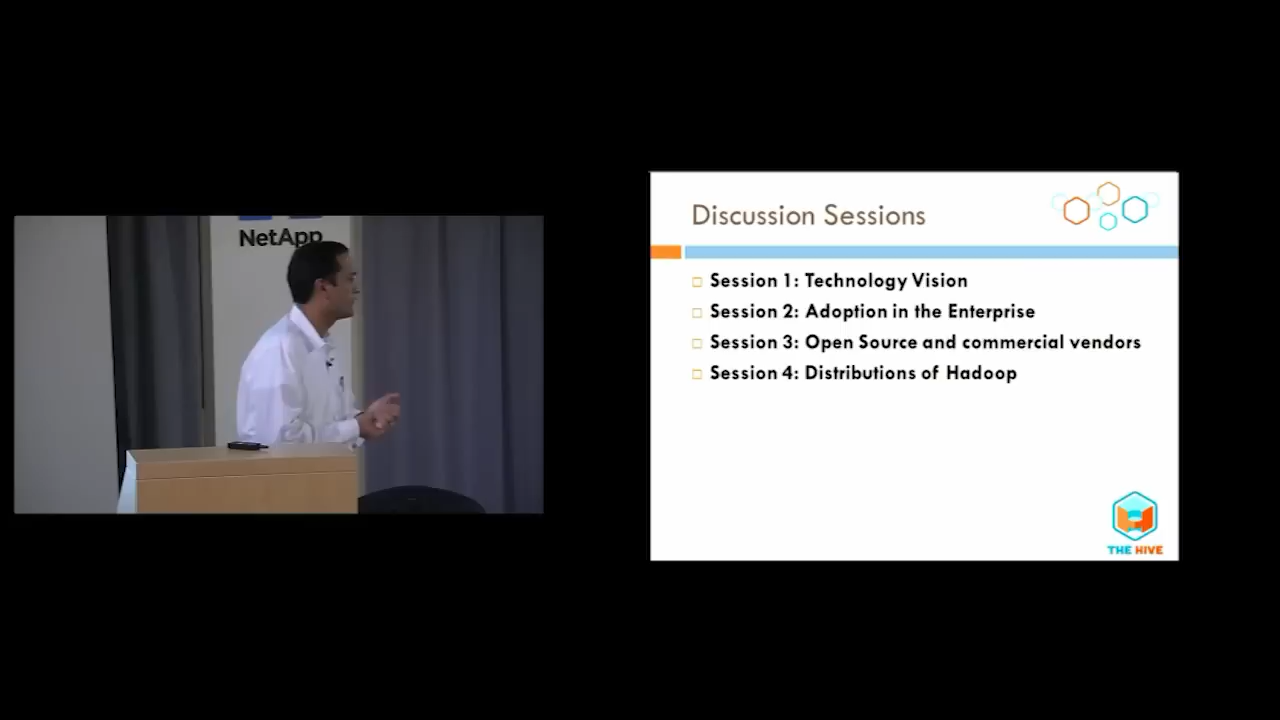 NetApp
Discussion Sessions
Session 1: Technology Vision
Session 2: Adoption in the Enterprise
Session 3: Open Source and commercial vendors
Session 4: Distributions of Hadoop
THE HIVE